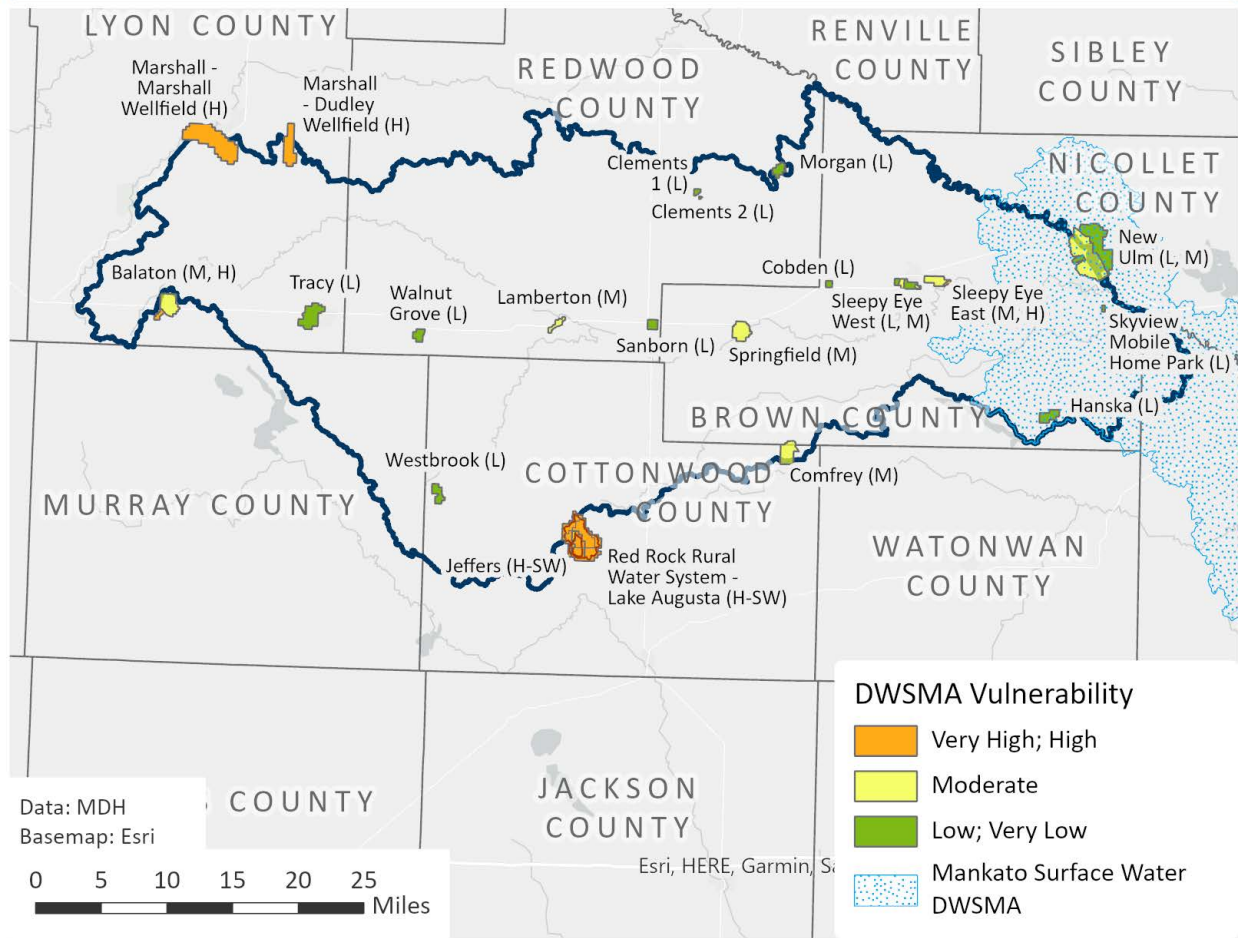 LYON COUNTY
RENVILLE
COUNTY
SIBLEY
COUNTY
REDWOOD
COUNTY
Marshall -
Marshall
Wellfield (H)
Marshall
- Dudley
Wellfield (H)
Clements
1 (L)
Clements 2 (L)
Morgan (L)
NICOLLET
COUNTY
New
Ulm (L, M)
Balaton (M, H)
Tracy (L)
Walnut
Grove (L)
Lamberton (M)
Cobden (L)
Sanborn (L)
Springfield (M)
Sleepy Eye
West (L, M)
Sleepy Eye
East (M, H)
Skyview
Mobile
Home Park (L)
Hanska (L)
BROWN COUNTY
Westbrook (L)
COTTONWOOD
COUNTY
Comfrey (M)
MURRAY COUNTY
Jeffers (H-SW)
Red Rock Rural
Water System -
Lake Augusta (H-SW)
WATONWAN
COUNTY
COUNTY
JACKSON
COUNTY
Data: MDH
Basemap: Esri
0 5 10 15 20 25
Miles
Esri, HERE, Garmin,
DWSMA Vulnerability
Very High; High
Moderate
Low; Very Low
Mankato Surface Water
DWSMA